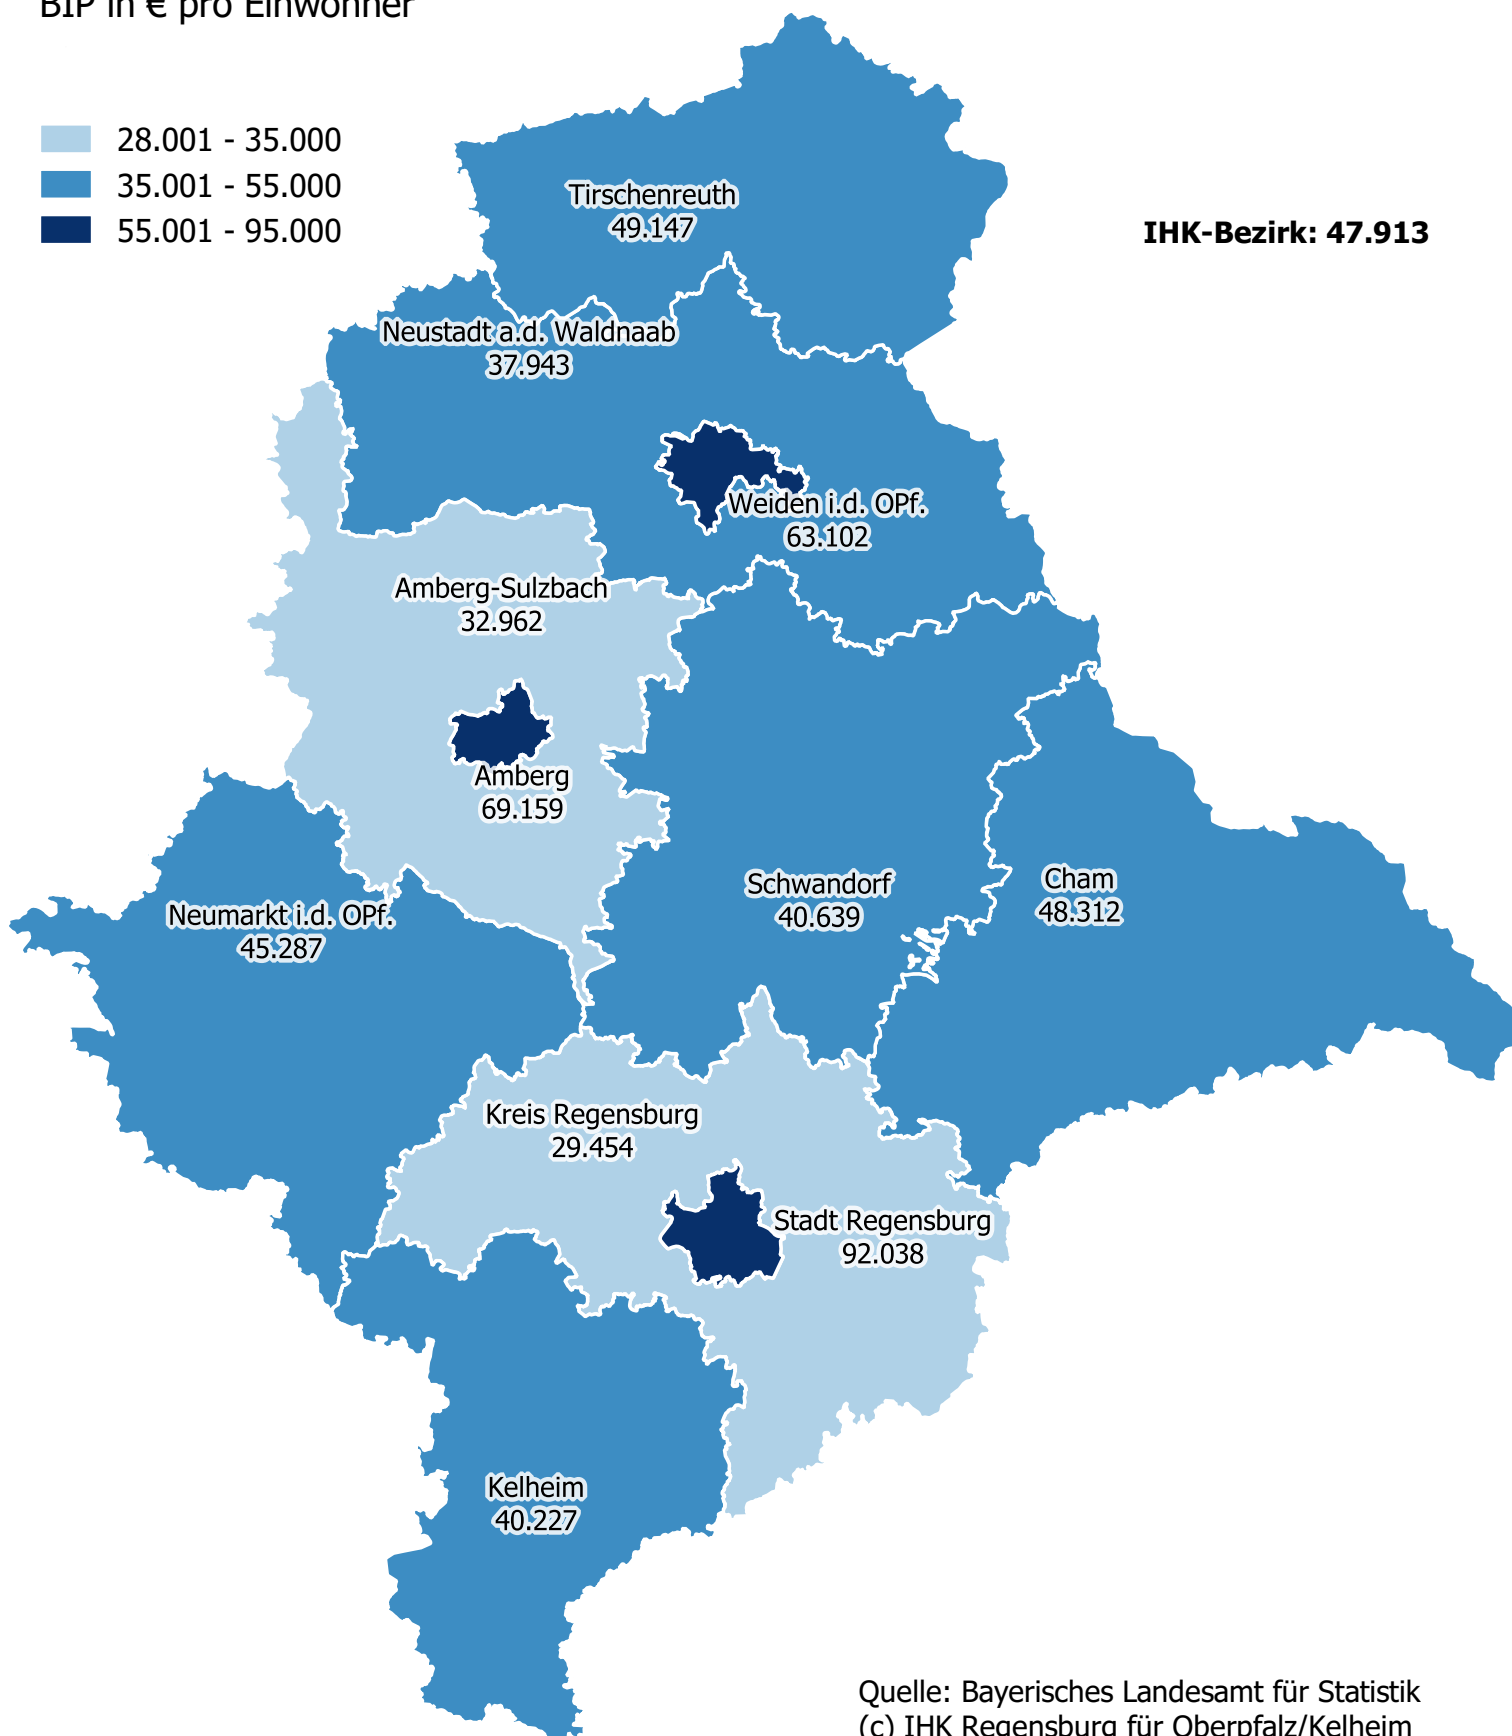 BIP in € pro Einwohner
28.001 - 35.000
35.001 - 55.000
55.001 - 95.000
IHK-Bezirk: 47.913
Tirschenreuth
49.147
Neustadt a.d. Waldnaab
37.943
Weiden i.d. OPf.
63.102
Amberg-Sulzbach
32.962
Amberg
69.159
Schwandorf
40.639
Cham
48.312
Neumarkt i.d. OPf.
45.287
Kreis Regensburg
29.454
Stadt Regensburg
92.038
Kelheim
40.227
Quelle: Bayerisches Landesamt für Statistik
(c) IHK Regensburg für Oberpfalz/Kelheim